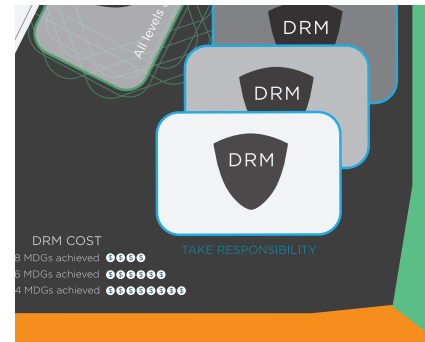 All levels
DRM
DRM
DRM
DRM COST
8 MDGs achieved $ $ $ $
6 MDGs achieved $ $ $ $ $ $
4 MDGs achieved $ $ $ $ $ $ $ $
TAKE RESPONSIBILITY